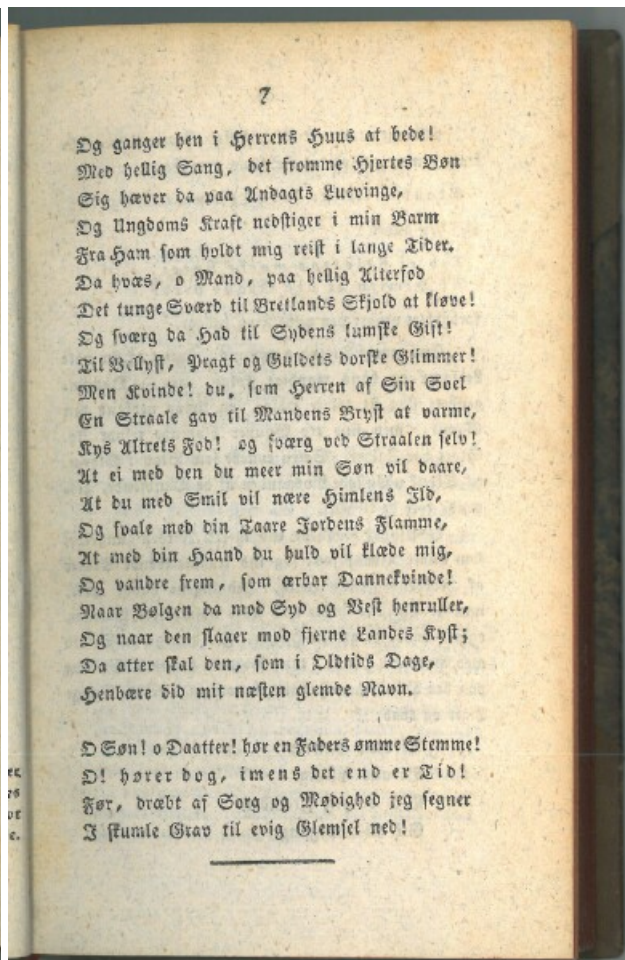 7
Og ganger hen i Herrens Huus at bede!
Med hellig Sang, det fromme Hjertes Bøn
Sig hæver da paa Andagts Luevinge,
Og Ungdoms Kraft nedstiger i min Barm
Fra Ham som holdt mig reist i lange Tider.
Da hvæs, o Mand, paa hellig Alterfod
Det tunge Sværd til Bretlands Skjold at kløve!
Og sværg da Had til Sydens lumske Gift!
Til Vellyst, Pragt og Guldets dorske Glimmer!
Men Kvinde! du, som Herren af Sin Soel
En Straale gav til Mandens Bryst at varme,
Kys Altrets Fod! og sværg ved Straalen selv!
At ei med den du meer min Søn vil daare,
At du med Smil vil nære Himlens Ild,
Og svale med din Taare Jordens Flamme,
At med din Haand du huld vil klæde mig,
Og vandre frem, som ærbar Dannekvinde!
Naar Bølgen da mod Syd og Vest henruller,
Og naar den slaaer mod fjerne Landes Kyst;
Da atter skal den, som i Oldtids Dage,
Henbære did mit næsten glemde Navn.
O Søn! o Daatter! hør en Faders ømme Stemme!
O! hører dog, imens det end er Tid!
Før, dræbt af Sorg og Mødighed jeg segner
I skumle Grav til evig Glemsel ned!